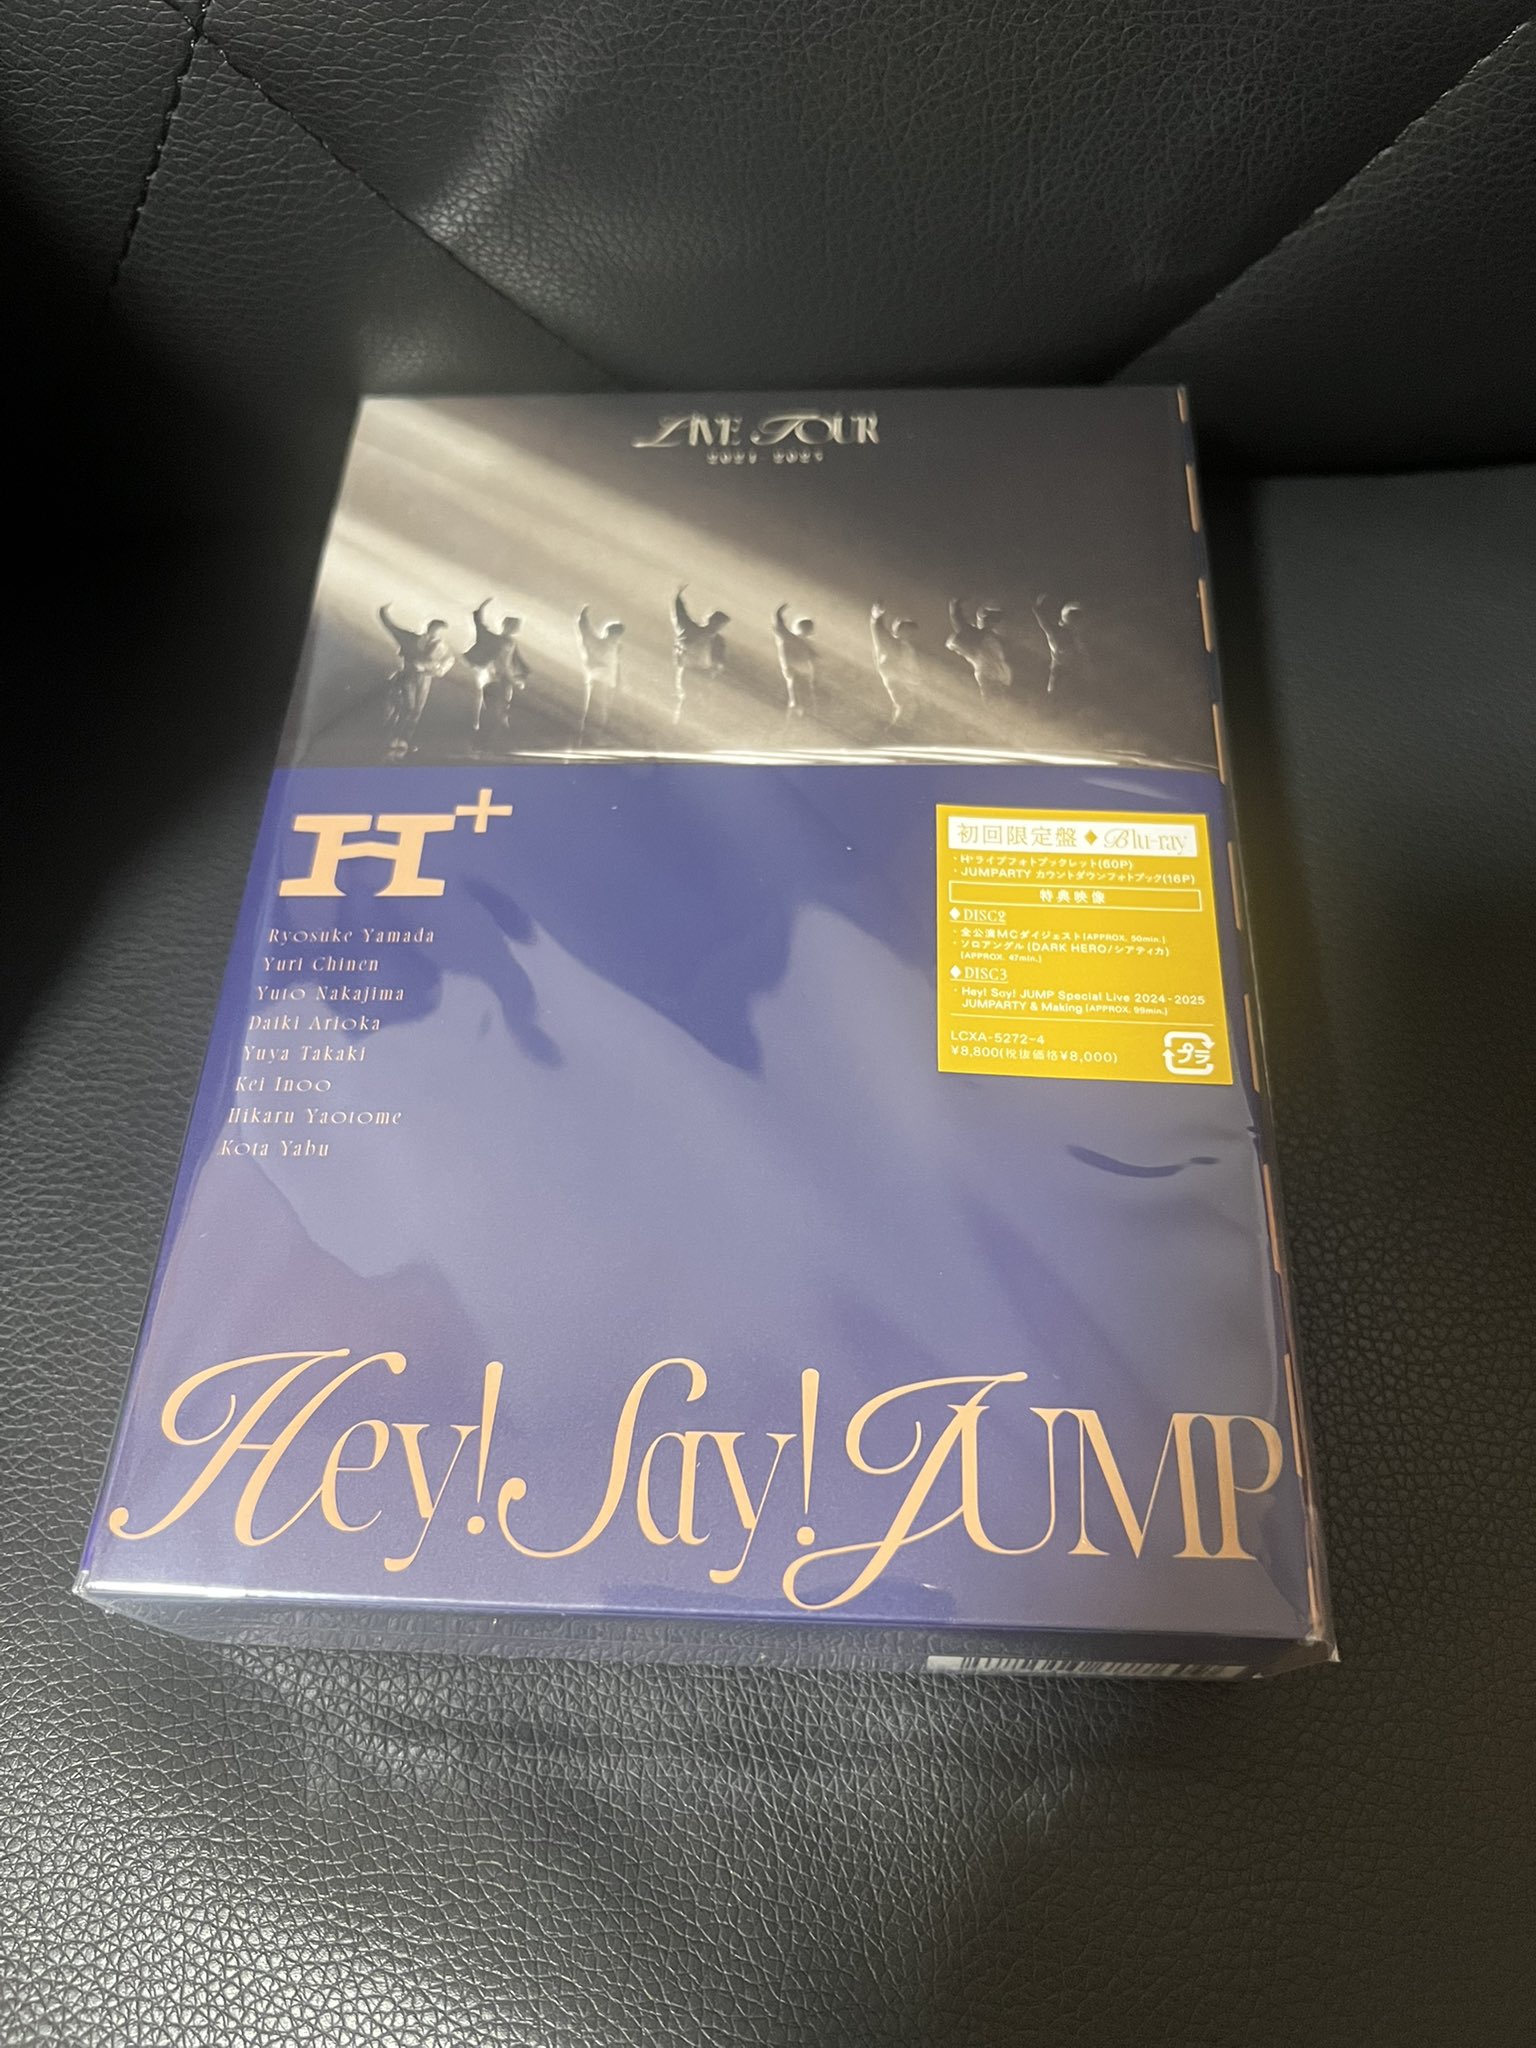 LIVE TOUR
H+
Ryosuke Yamada
Yuri Chinen
Yuto Nakajima
Daiki Arioka
Yuya Takaki
Kei Inoo
Hikaru Yaotome
Kota Yabu
初回限定盤◆Blu-ray
・H+ライブフォトブックレット(60P)
・JUMPARTY カウントダウンフォトブック(16P)
特典映像
◆DISC2
・全公演MCダイジェスト[APPROX. 50min.]
・ソロアングル(DARK HERO/シアティカ)
[APPROX. 47min.]
◆DISC3
・Hey! Say! JUMP Special Live 2024-2025
JUMPARTY & Making [APPROX. 99min.]
LCXA-5272-4
¥8,800(税抜価格¥8,000)
プラ
Hey! Say! JUMP